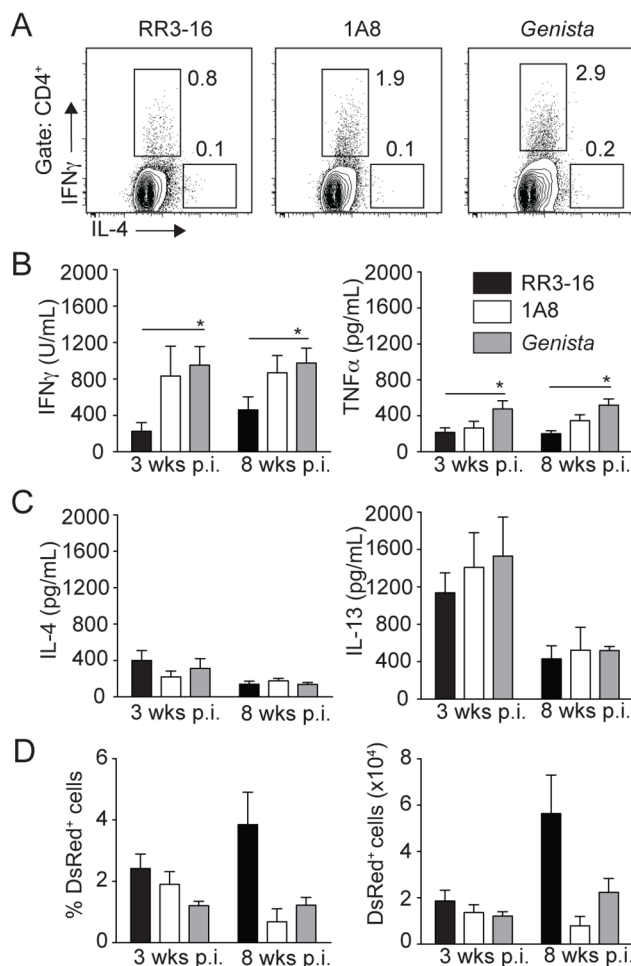 A
RR3-16
1A8
Genista
Gate: CD4⁺
IFNγ
0.8
0.1
1.9
0.1
2.9
0.2
IL-4
B
IFNγ (U/mL)
2000
1600
1200
800
400
0
*
*
3 wks p.i.
8 wks p.i.
TNFα (pg/mL)
2000
1600
1200
800
400
0
*
*
3 wks p.i.
8 wks p.i.
RR3-16
1A8
Genista
C
IL-4 (pg/mL)
2000
1600
1200
800
400
0
3 wks p.i.
8 wks p.i.
IL-13 (pg/mL)
2000
1600
1200
800
400
0
3 wks p.i.
8 wks p.i.
D
% DsRed⁺ cells
6
4
2
0
3 wks p.i.
8 wks p.i.
DsRed⁺ cells (x10⁴)
8
6
4
2
0
3 wks p.i.
8 wks p.i.